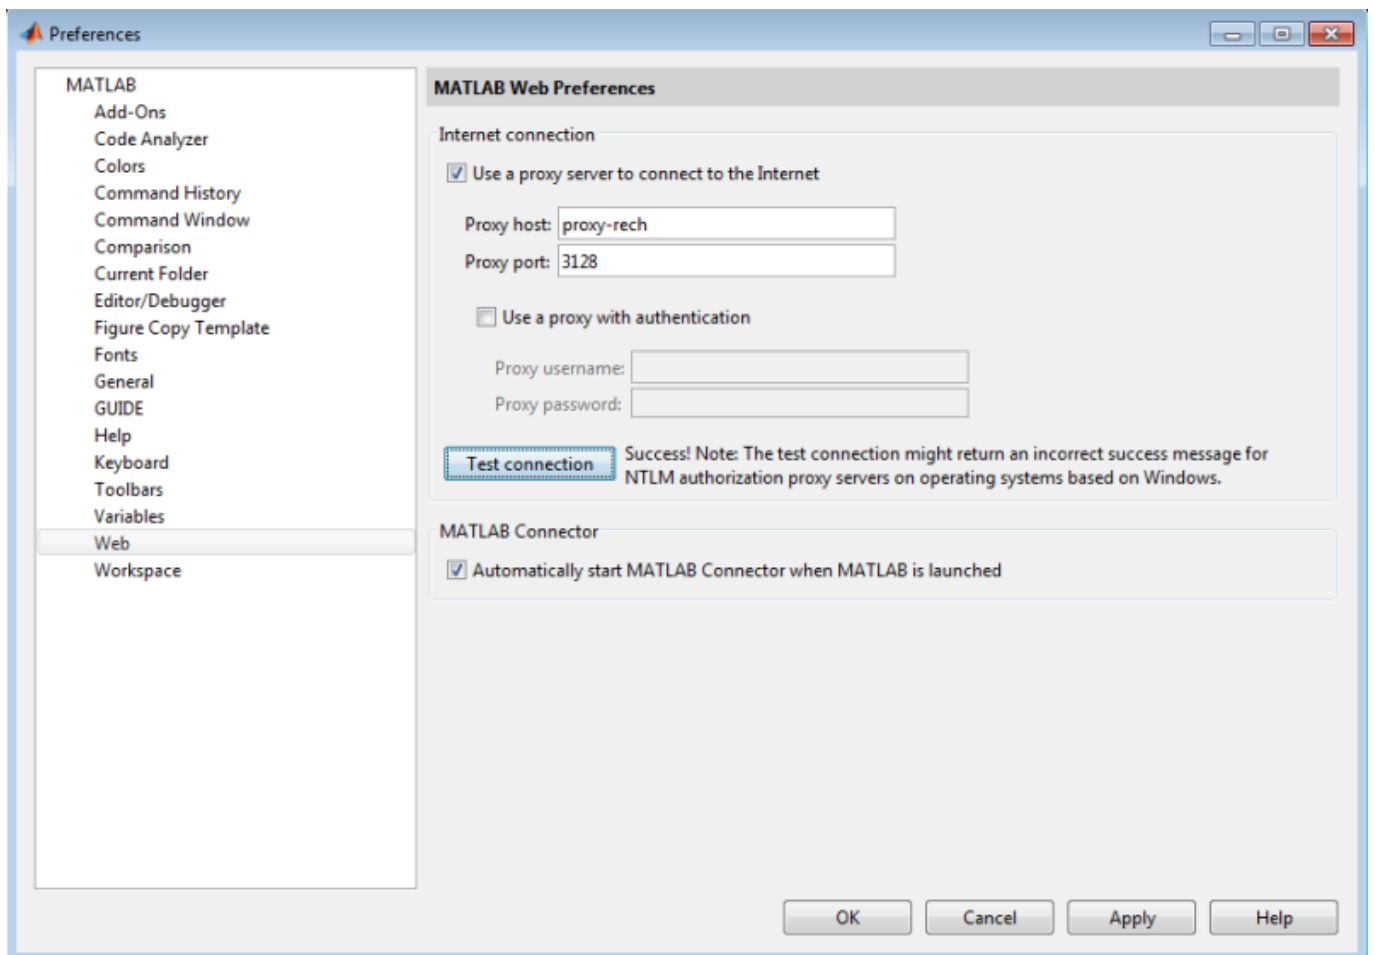 Preferences
MATLAB
Add-Ons
Code Analyzer
Colors
Command History
Command Window
Comparison
Current Folder
Editor/Debugger
Figure Copy Template
Fonts
General
GUIDE
Help
Keyboard
Toolbars
Variables
Web
Workspace
MATLAB Web Preferences
Internet connection
Use a proxy server to connect to the Internet
Proxy host: proxy-rech
Proxy port: 3128
Use a proxy with authentication
Proxy username:
Proxy password:
Test connection
Success! Note: The test connection might return an incorrect success message for
NTLM authorization proxy servers on operating systems based on Windows.
MATLAB Connector
Automatically start MATLAB Connector when MATLAB is launched
OK Cancel Apply Help